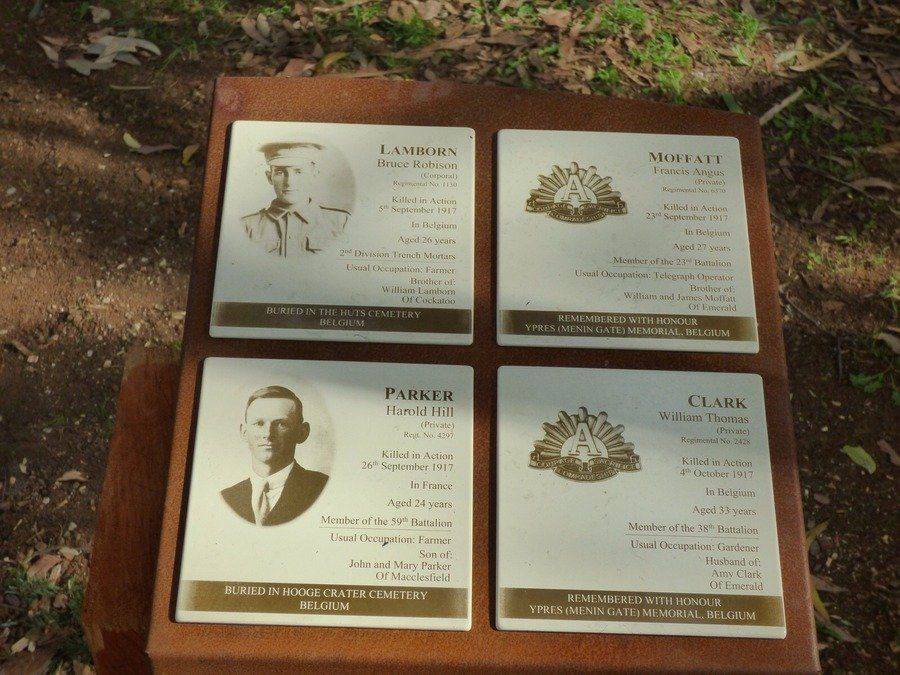 LAMBORN
Bruce Robison
(Corporal)
Regimental No. 1130
Killed in Action
5th September 1917
In Belgium
Aged 26 years
2nd Division Trench Mortars
Usual Occupation: Farmer
Brother of:
William Lamborn
Of Cockatoo
BURIED IN THE HUTS CEMETERY
BELGIUM
MOFFATT
Francis Angus
(Private)
Regimental No. 6370
Killed in Action
23rd September 1917
In Belgium
Aged 27 years
Member of the 23rd Battalion
Usual Occupation: Telegraph Operator
Brother of:
William and James Moffatt
Of Emerald
REMEMBERED WITH HONOUR
YPRES (MENIN GATE) MEMORIAL, BELGIUM
PARKER
Harold Hill
(Private)
Regt. No. 4297
Killed in Action
26th September 1917
In France
Aged 24 years
Member of the 59th Battalion
Usual Occupation: Farmer
Son of:
John and Mary Parker
Of Macclesfield
BURIED IN HOOGE CRATER CEMETERY
BELGIUM
A
CLARK
William Thomas
(Private)
Regimental No. 2428
Killed in Action
4th October 1917
In Belgium
Aged 33 years
Member of the 38th Battalion
Usual Occupation: Gardener
Husband of:
Amy Clark
Of Emerald
REMEMBERED WITH HONOUR
YPRES (MENIN GATE) MEMORIAL, BELGIUM